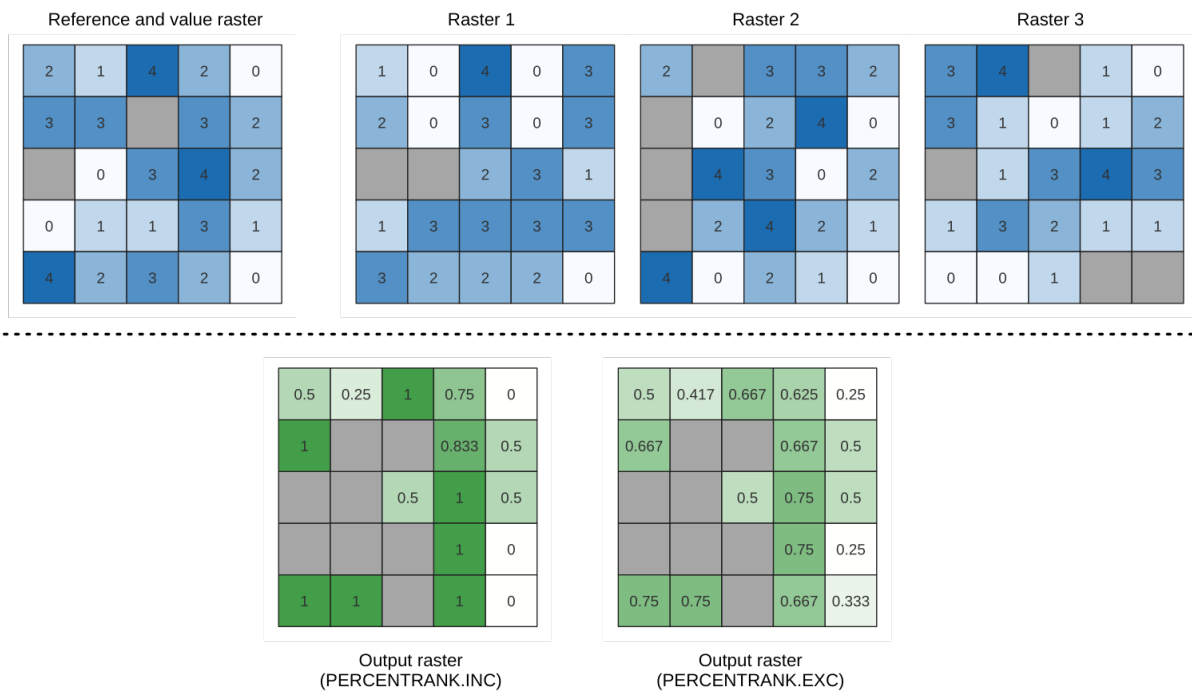 Reference and value raster Raster 1 Raster 2 Raster 3
2 1 4 2 0 1 0 4 0 3 2 3 3 2 3 4 1 0
3 3 3 2 2 0 3 0 3 0 2 4 0 3 1 0 1 2
0 3 4 2 2 3 1 4 3 0 2 1 3 4 3
0 1 1 3 1 1 3 3 3 3 2 4 2 1 1 3 2 1 1
4 2 3 2 0 3 2 2 2 0 4 0 2 1 0 0 0 1
0.5 0.25 1 0.75 0 0.5 0.417 0.667 0.625 0.25
1 0.833 0.5 0.667 0.667 0.5
0.5 1 0.5 0.5 0.75 0.5
1 0 0.75 0.25
1 1 1 0 0.75 0.75 0.667 0.333
Output raster Output raster
(PERCENTRANK.INC) (PERCENTRANK.EXC)